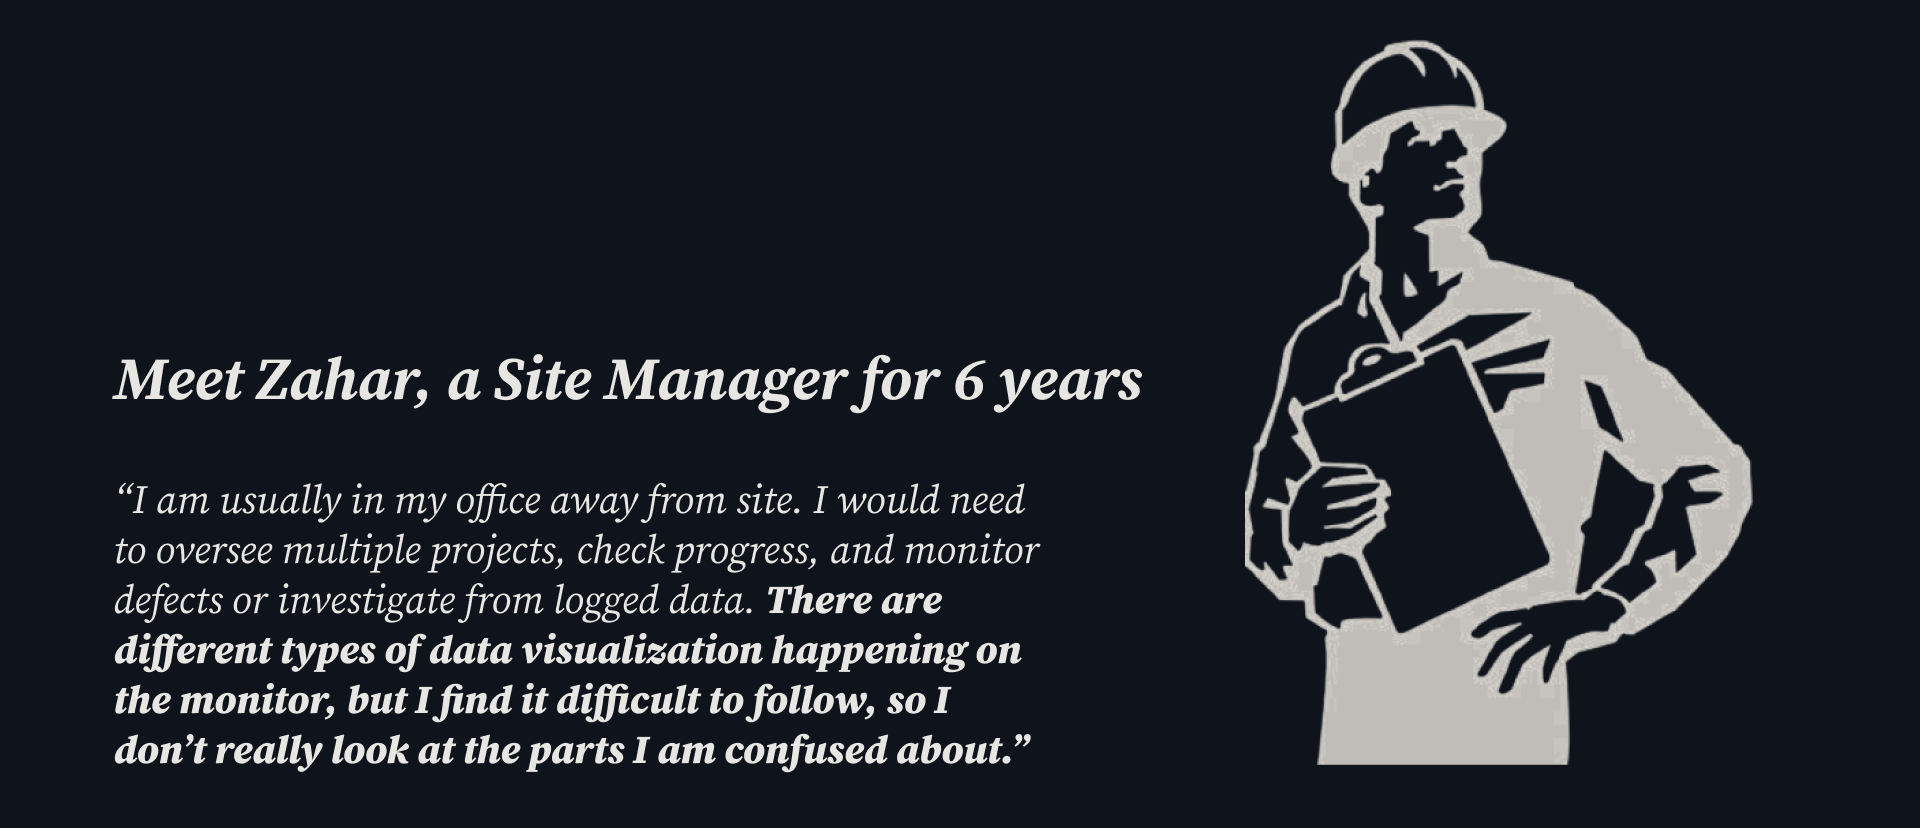 Meet Zahar, a Site Manager for 6 years
“I am usually in my office away from site. I would need
to oversee multiple projects, check progress, and monitor
defects or investigate from logged data. There are
different types of data visualization happening on
the monitor, but I find it difficult to follow, so I
don’t really look at the parts I am confused about.”